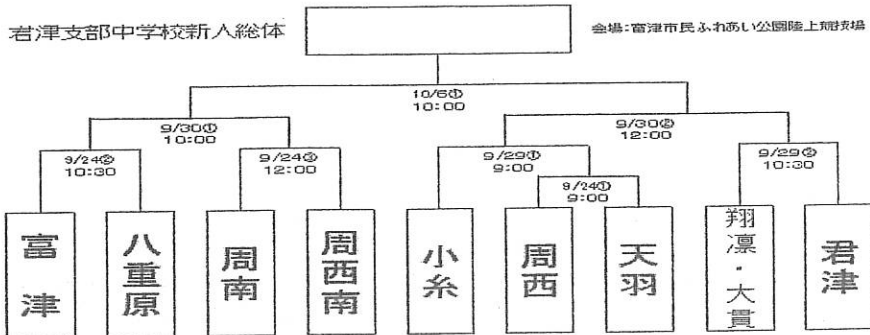 君津支部中学校新人総体
会場:富津市民ふれあい公園陸上競技場
10/6①
10:00
9/30①
10:00
9/30②
12:00
9/24②
10:30
9/24③
12:00
9/29①
9:00
9/29②
10:30
9/24①
9:00
富津
八重原
周南
周西南
小糸
周西
天羽
翔凛・大貫
君津